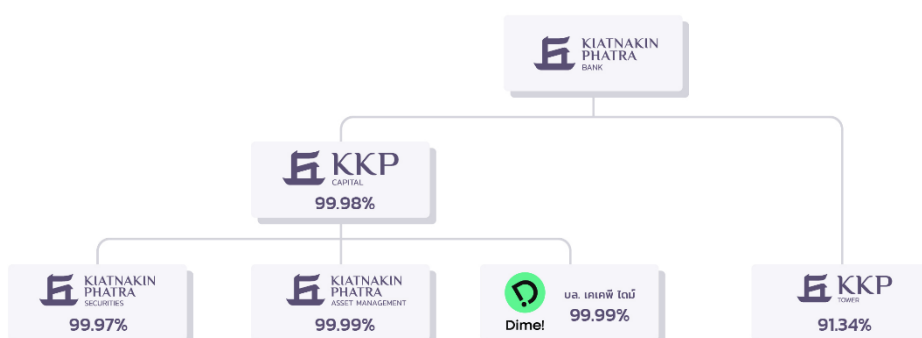 KIATNAKIN
PHATRA
BANK
KKP
CAPITAL
99.98%
KIATNAKIN
PHATRA
SECURITIES
99.97%
KIATNAKIN
PHATRA
ASSET MANAGEMENT
99.99%
Dime!
บล. เคเคพี ไดม์
99.99%
KKP
TOWER
91.34%